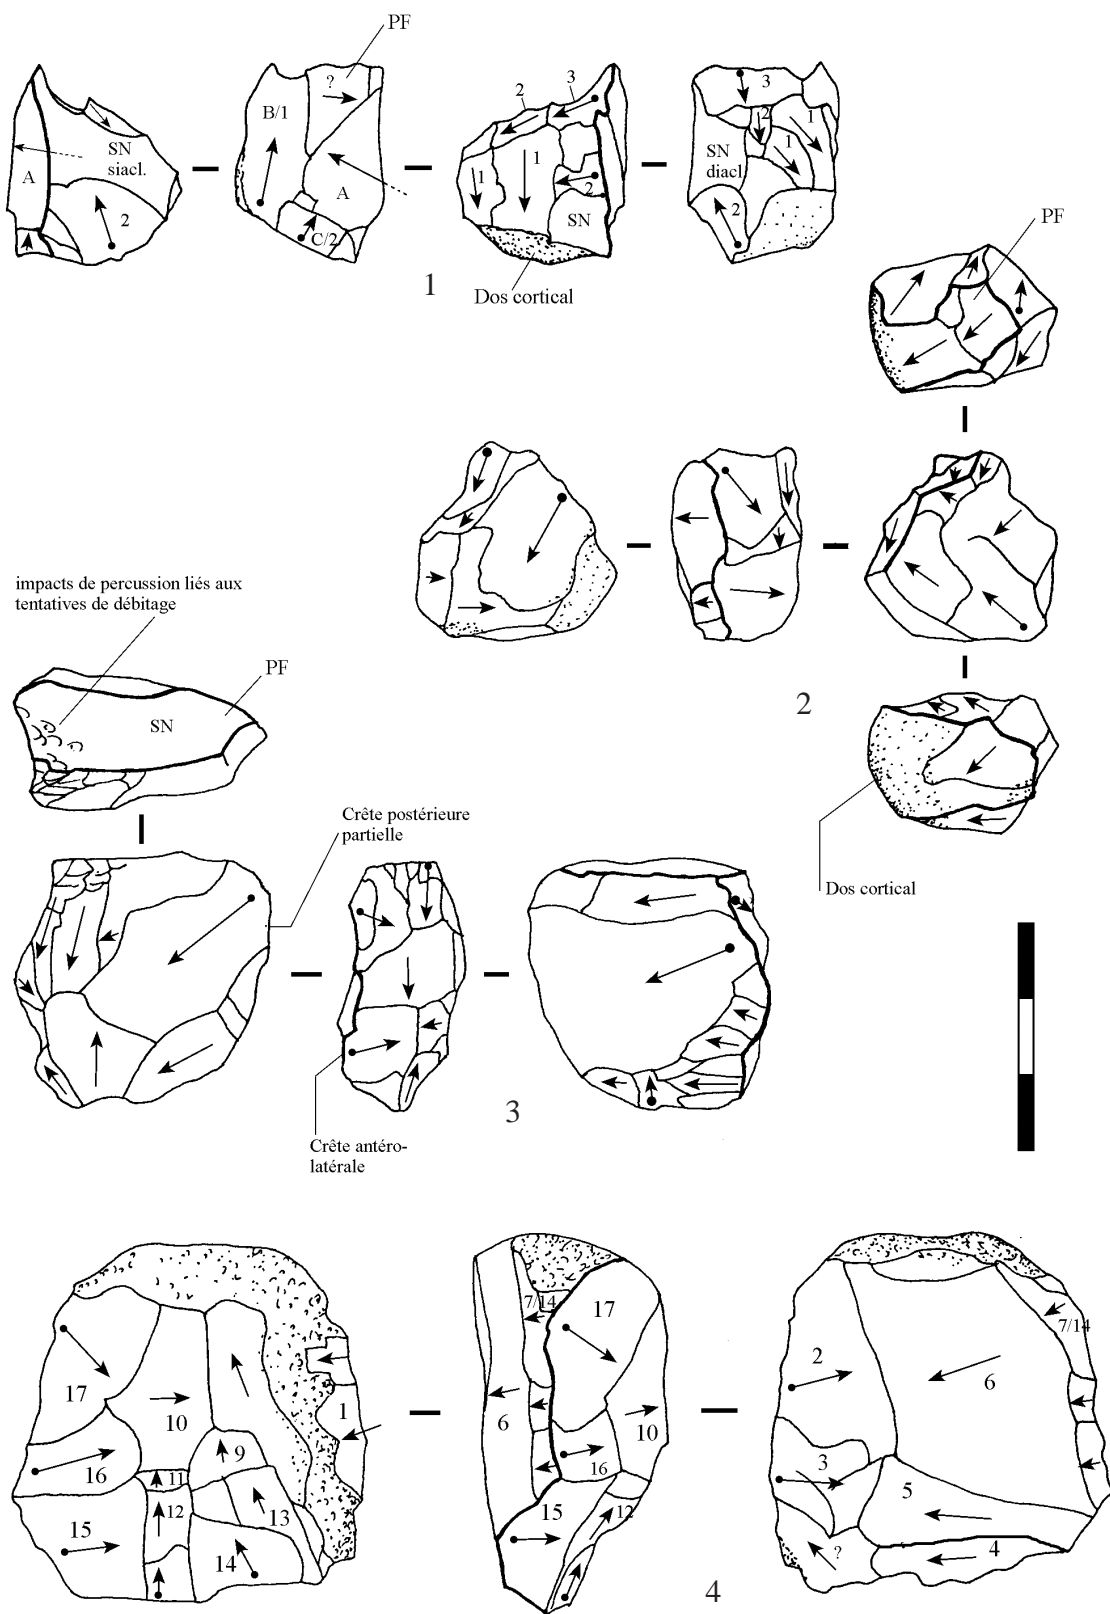 PF
SN
siacl.
A
2
B/1
?
A
C/2
2
3
1
1
2
SN
Dos cortical
3
2
1
1
SN
diacl
2
1
PF
2
Dos cortical
impacts de percussion liés aux
tentatives de débitage
PF
SN
Crête postérieure
partielle
Crête antéro-
latérale
3
17
10
1
9
16
11
12
13
15
14
7/14
17
6
10
16
15
12
7/14
2
6
3
5
?
4
4